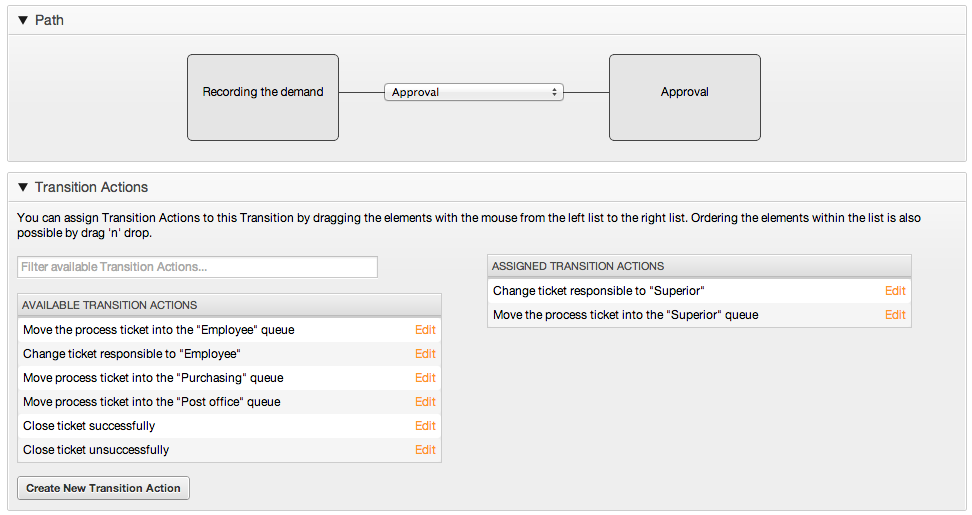 Path
Recording the demand
Approval
Approval
Transition Actions
You can assign Transition Actions to this Transition by dragging the elements with the mouse from the left list to the right list. Ordering the elements within the list is also
possible by drag 'n' drop.
Filter available Transition Actions...
AVAILABLE TRANSITION ACTIONS
Move the process ticket into the "Employee" queue Edit
Change ticket responsible to "Employee" Edit
Move process ticket into the "Purchasing" queue Edit
Move process ticket into the "Post office" queue Edit
Close ticket successfully Edit
Close ticket unsuccessfully Edit
Create New Transition Action
ASSIGNED TRANSITION ACTIONS
Change ticket responsible to "Superior" Edit
Move the process ticket into the "Superior" queue Edit